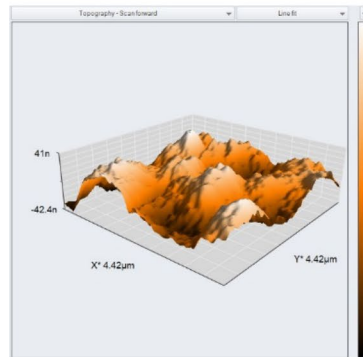 Topography - Scan forward
Line fit
41n
-42.4n
X* 4.42µm
Y* 4.42µm